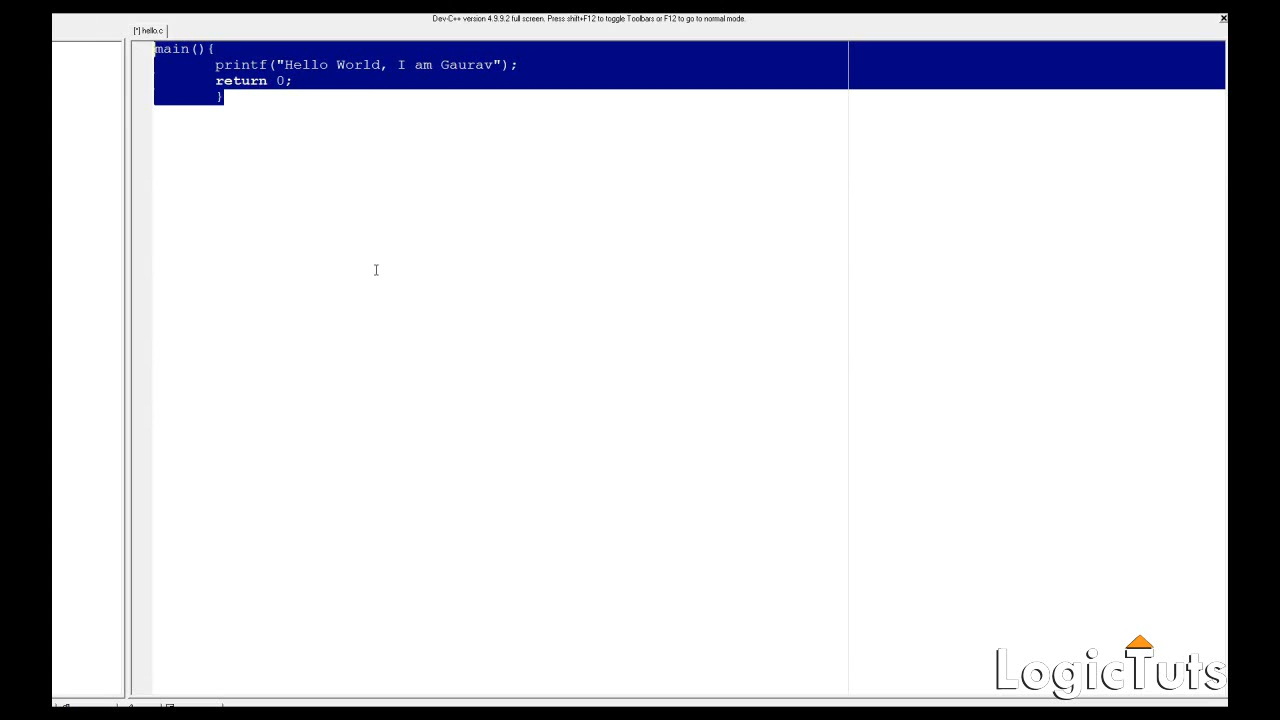 Dev-C++ version 4.9.9.2 full screen. Press shift+F12 to toggle Toolbars or F12 to go to normal mode.
[*] hello.c
main(){
printf("Hello World, I am Gaurav");
return 0;
}
LogicTuts